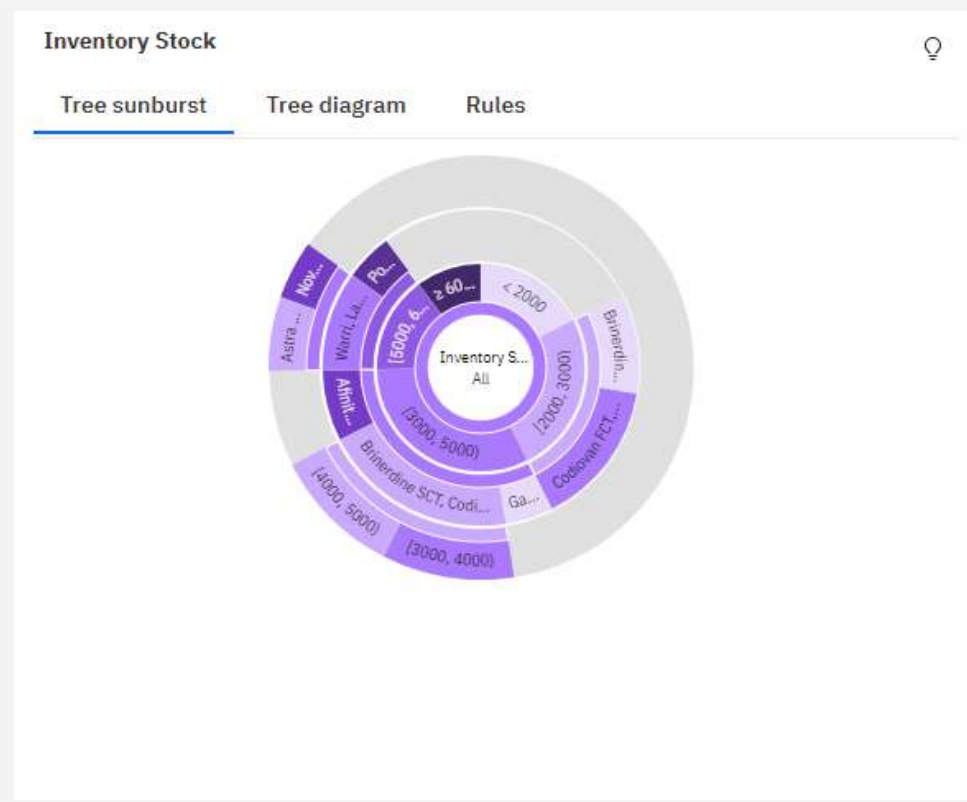 Inventory Stock
Tree sunburst
Tree diagram
Rules
Inventory S...
All
< 2000
[2000, 3000)
[3000, 5000)
[5000, 6...
≥ 60...
Brinerdin...
Codiovan FCT,...
Ga...
Brinerdine SCT, Codi...
Afinit...
Warri, La...
Po...
[3000, 4000)
[4000, 5000)
Astra ...
Nov...